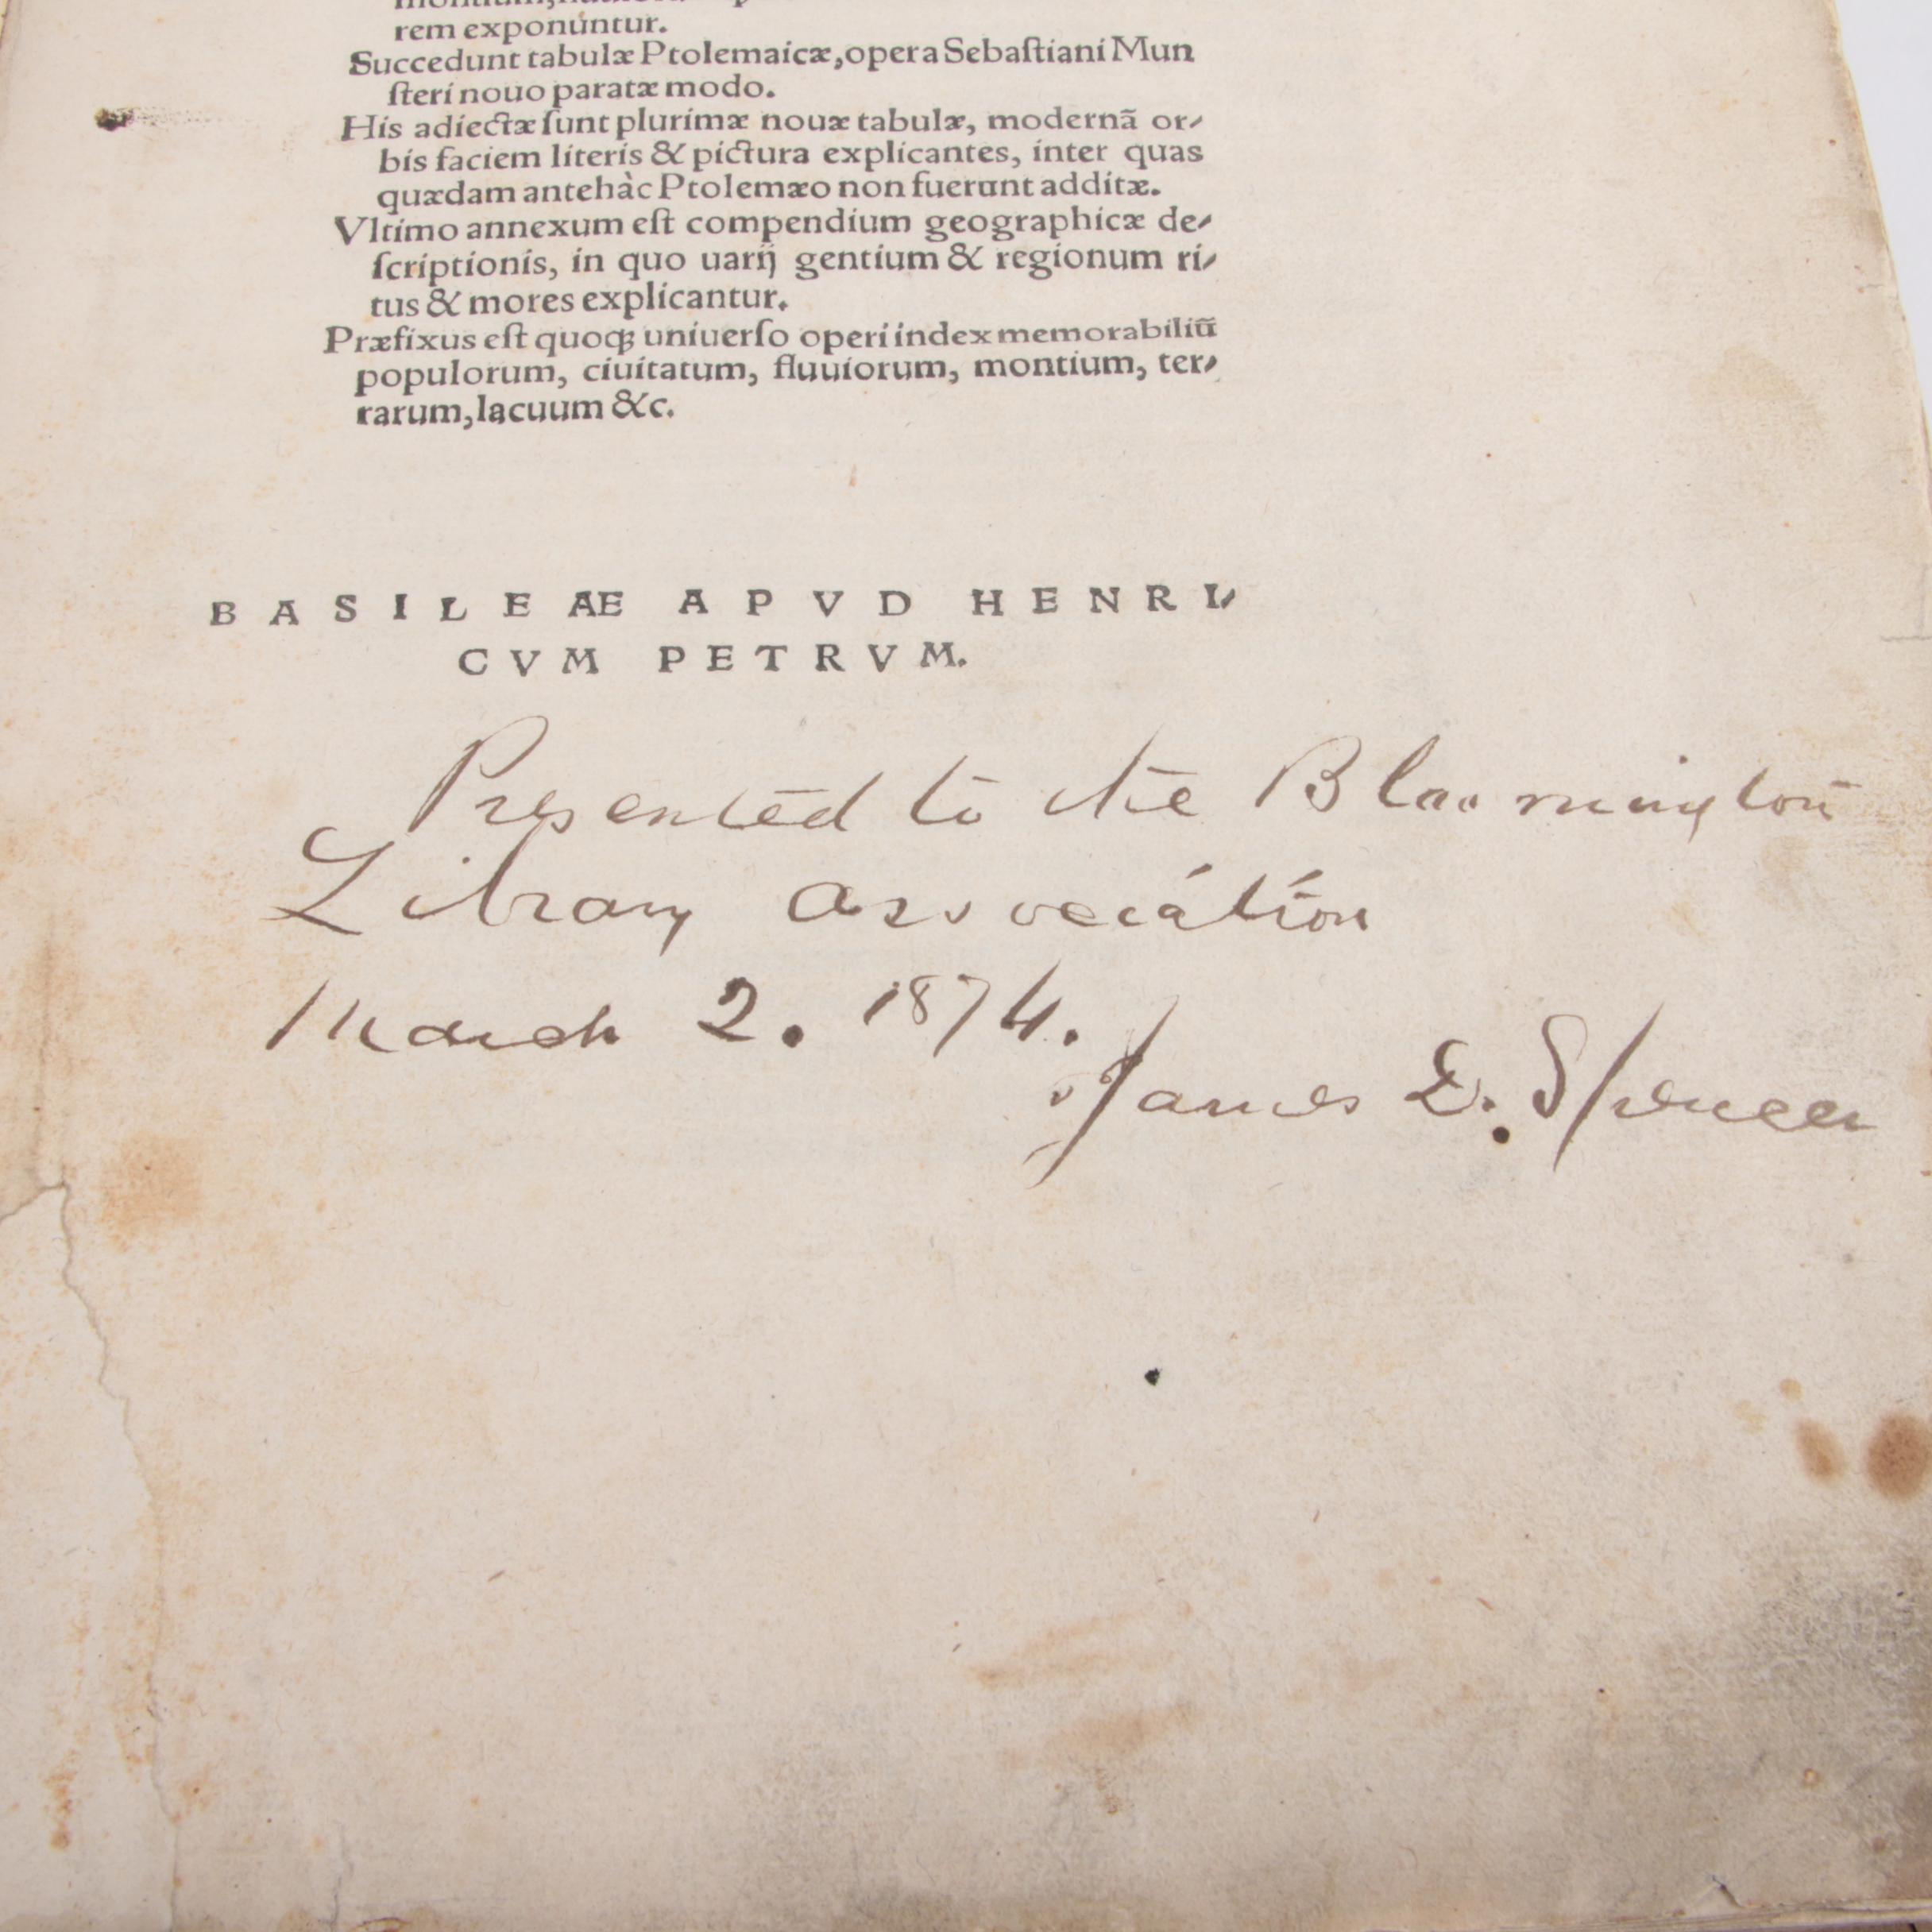 rem exponuntur.
Succedunt tabulæ Ptolemaicæ, opera Sebaſtiani Mun
ſteri nouo paratæ modo.
His adiectæ ſunt plurimæ nouæ tabulæ, modernã or-
bis faciem literis & pictura explicantes, inter quas
quædam antehàc Ptolemæo non fuerunt additæ.
Vltimo annexum eſt compendium geographicæ de-
ſcriptionis, in quo uarij gentium & regionum ri-
tus & mores explicantur.
Præfixus eſt quoqꝫ uniuerſo operi index memorabiliũ
populorum, ciuitatum, fluuiorum, montium, ter-
rarum, lacuum &c.
BASILEÆ APVD HENRI-
CVM PETRVM.
Presented to the Bloomington
Library Association
March 2. 1874.
James E. Spencer